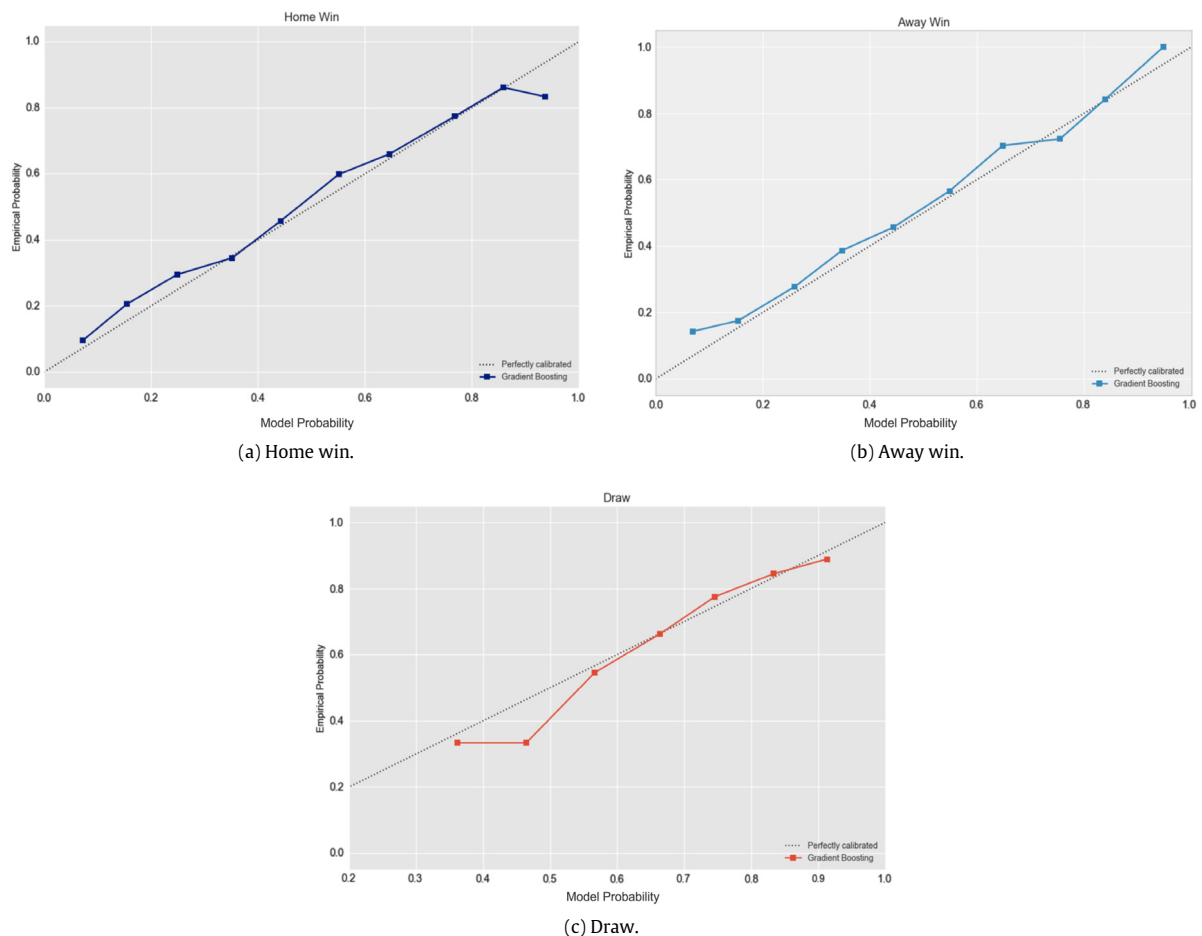 Home Win
Empirical Probability
1.0
0.8
0.6
0.4
0.2
0.0
Perfectly calibrated
Gradient Boosting
0.0 0.2 0.4 0.6 0.8 1.0
Model Probability
(a) Home win.
Away Win
Empirical Probability
1.0
0.8
0.6
0.4
0.2
0.0
Perfectly calibrated
Gradient Boosting
0.0 0.2 0.4 0.6 0.8 1.0
Model Probability
(b) Away win.
Draw
Empirical Probability
1.0
0.8
0.6
0.4
0.2
0.0
Perfectly calibrated
Gradient Boosting
0.2 0.3 0.4 0.5 0.6 0.7 0.8 0.9 1.0
Model Probability
(c) Draw.